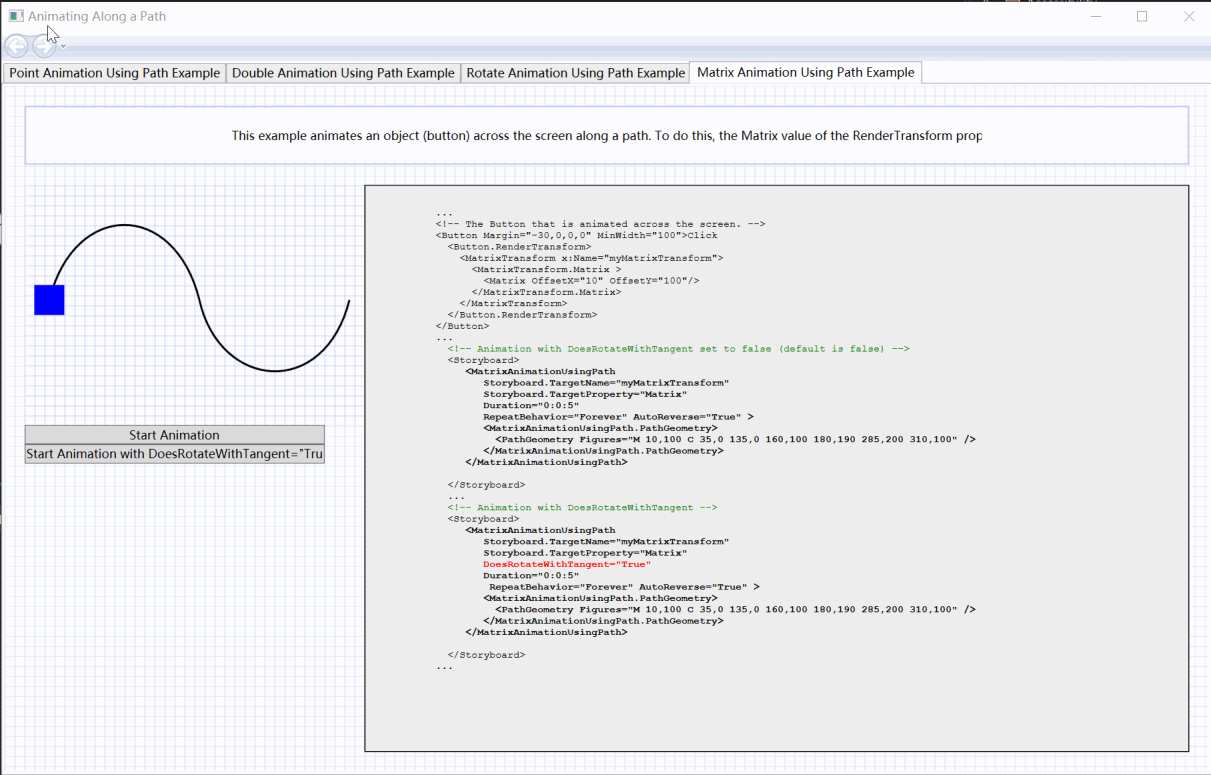 Animating Along a Path
Point Animation Using Path Example
Double Animation Using Path Example
Rotate Animation Using Path Example
Matrix Animation Using Path Example
This example animates an object (button) across the screen along a path. To do this, the Matrix value of the RenderTransform prop
Start Animation
Start Animation with DoesRotateWithTangent="Tru
...
<!-- The Button that is animated across the screen. -->
<Button Margin="-30,0,0,0" MinWidth="100">Click
<Button.RenderTransform>
<MatrixTransform x:Name="myMatrixTransform">
<MatrixTransform.Matrix >
<Matrix OffsetX="10" OffsetY="100"/>
</MatrixTransform.Matrix>
</MatrixTransform>
</Button.RenderTransform>
</Button>
...
<!-- Animation with DoesRotateWithTangent set to false (default is false) -->
<Storyboard>
<MatrixAnimationUsingPath
Storyboard.TargetName="myMatrixTransform"
Storyboard.TargetProperty="Matrix"
Duration="0:0:5"
RepeatBehavior="Forever" AutoReverse="True" >
<MatrixAnimationUsingPath.PathGeometry>
<PathGeometry Figures="M 10,100 C 35,0 135,0 160,100 180,190 285,200 310,100" />
</MatrixAnimationUsingPath.PathGeometry>
</MatrixAnimationUsingPath>
</Storyboard>
...
<!-- Animation with DoesRotateWithTangent -->
<Storyboard>
<MatrixAnimationUsingPath
Storyboard.TargetName="myMatrixTransform"
Storyboard.TargetProperty="Matrix"
DoesRotateWithTangent="True"
Duration="0:0:5"
RepeatBehavior="Forever" AutoReverse="True" >
<MatrixAnimationUsingPath.PathGeometry>
<PathGeometry Figures="M 10,100 C 35,0 135,0 160,100 180,190 285,200 310,100" />
</MatrixAnimationUsingPath.PathGeometry>
</MatrixAnimationUsingPath>
</Storyboard>
...